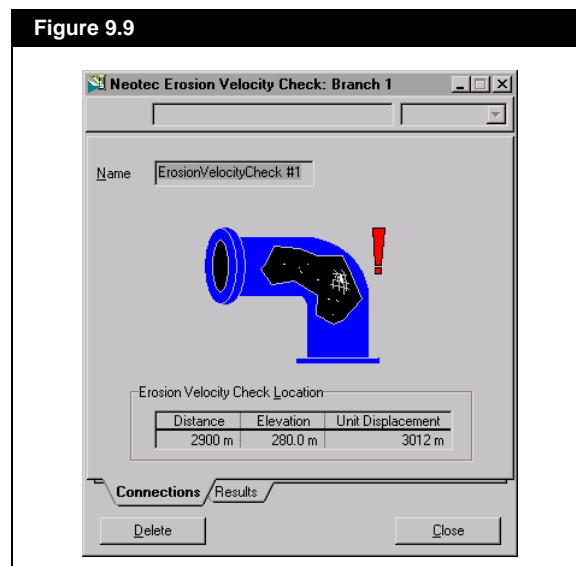 Figure 9.9
Neotec Erosion Velocity Check: Branch 1
Name ErosionVelocityCheck #1
Erosion Velocity Check Location
Distance Elevation Unit Displacement
2900 m 280.0 m 3012 m
Connections Results
Delete Close